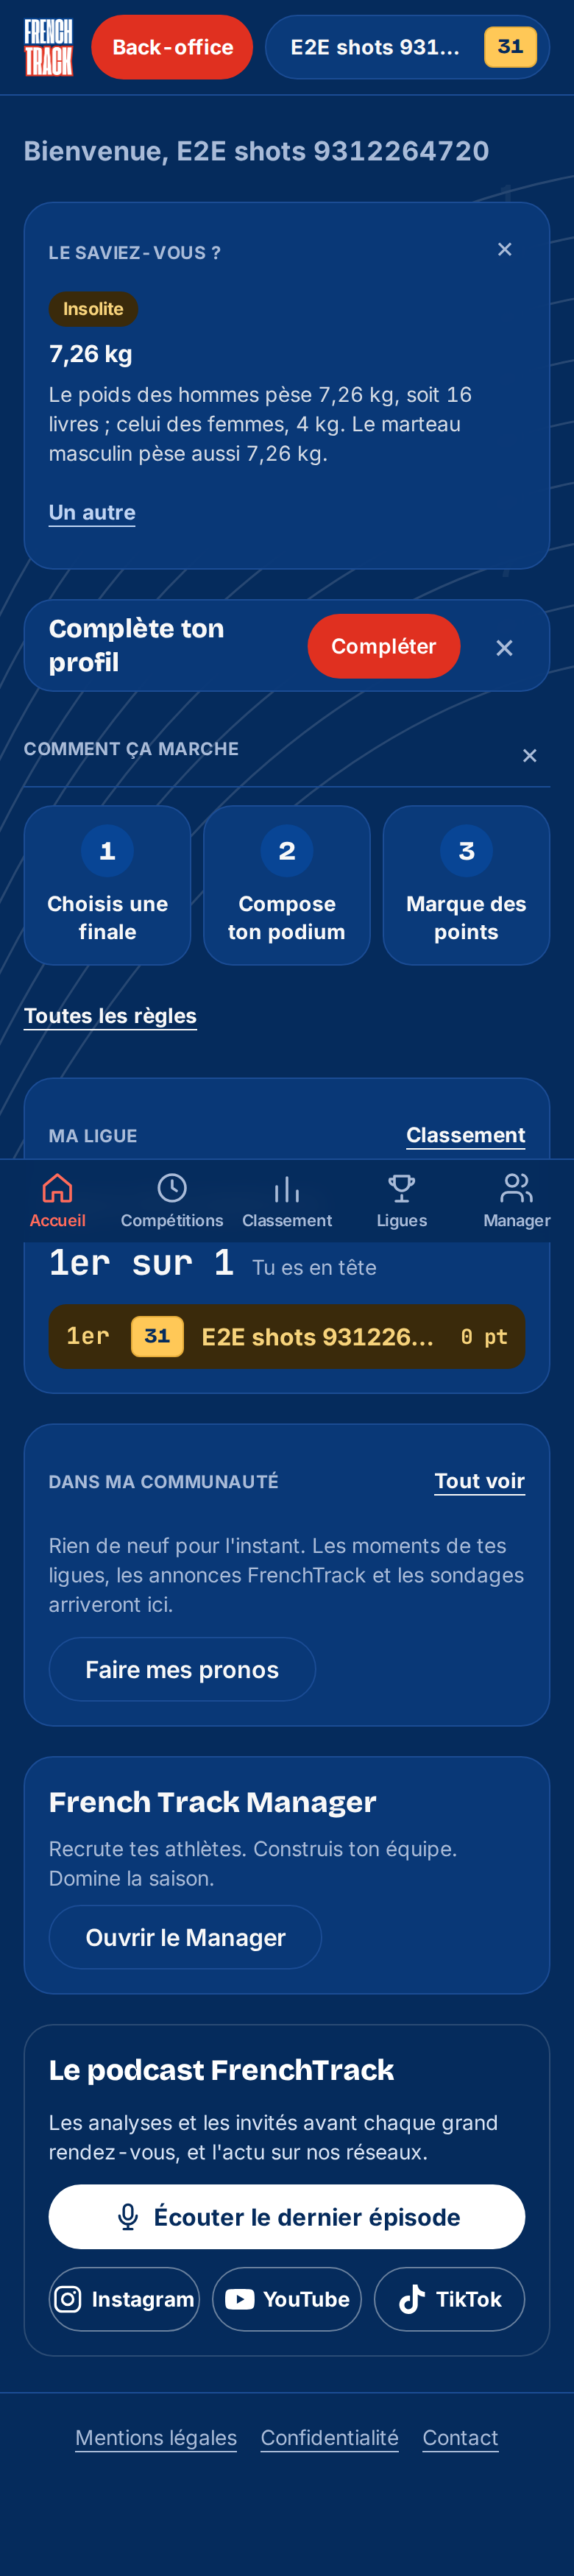 FRENCH
TRACK
Back-office
E2E shots 931… 31
Bienvenue, E2E shots 9312264720
LE SAVIEZ-VOUS ?
Insolite
7,26 kg
Le poids des hommes pèse 7,26 kg, soit 16
livres ; celui des femmes, 4 kg. Le marteau
masculin pèse aussi 7,26 kg.
Un autre
Complète ton
profil
Compléter
COMMENT ÇA MARCHE
1
Choisis une
finale
2
Compose
ton podium
3
Marque des
points
Toutes les règles
MA LIGUE
Classement
Accueil
Compétitions
Classement
Ligues
Manager
1er sur 1 Tu es en tête
1er 31 E2E shots 931226… 0 pt
DANS MA COMMUNAUTÉ
Tout voir
Rien de neuf pour l'instant. Les moments de tes
ligues, les annonces FrenchTrack et les sondages
arriveront ici.
Faire mes pronos
French Track Manager
Recrute tes athlètes. Construis ton équipe.
Domine la saison.
Ouvrir le Manager
Le podcast FrenchTrack
Les analyses et les invités avant chaque grand
rendez-vous, et l'actu sur nos réseaux.
Écouter le dernier épisode
Instagram
YouTube
TikTok
Mentions légales
Confidentialité
Contact